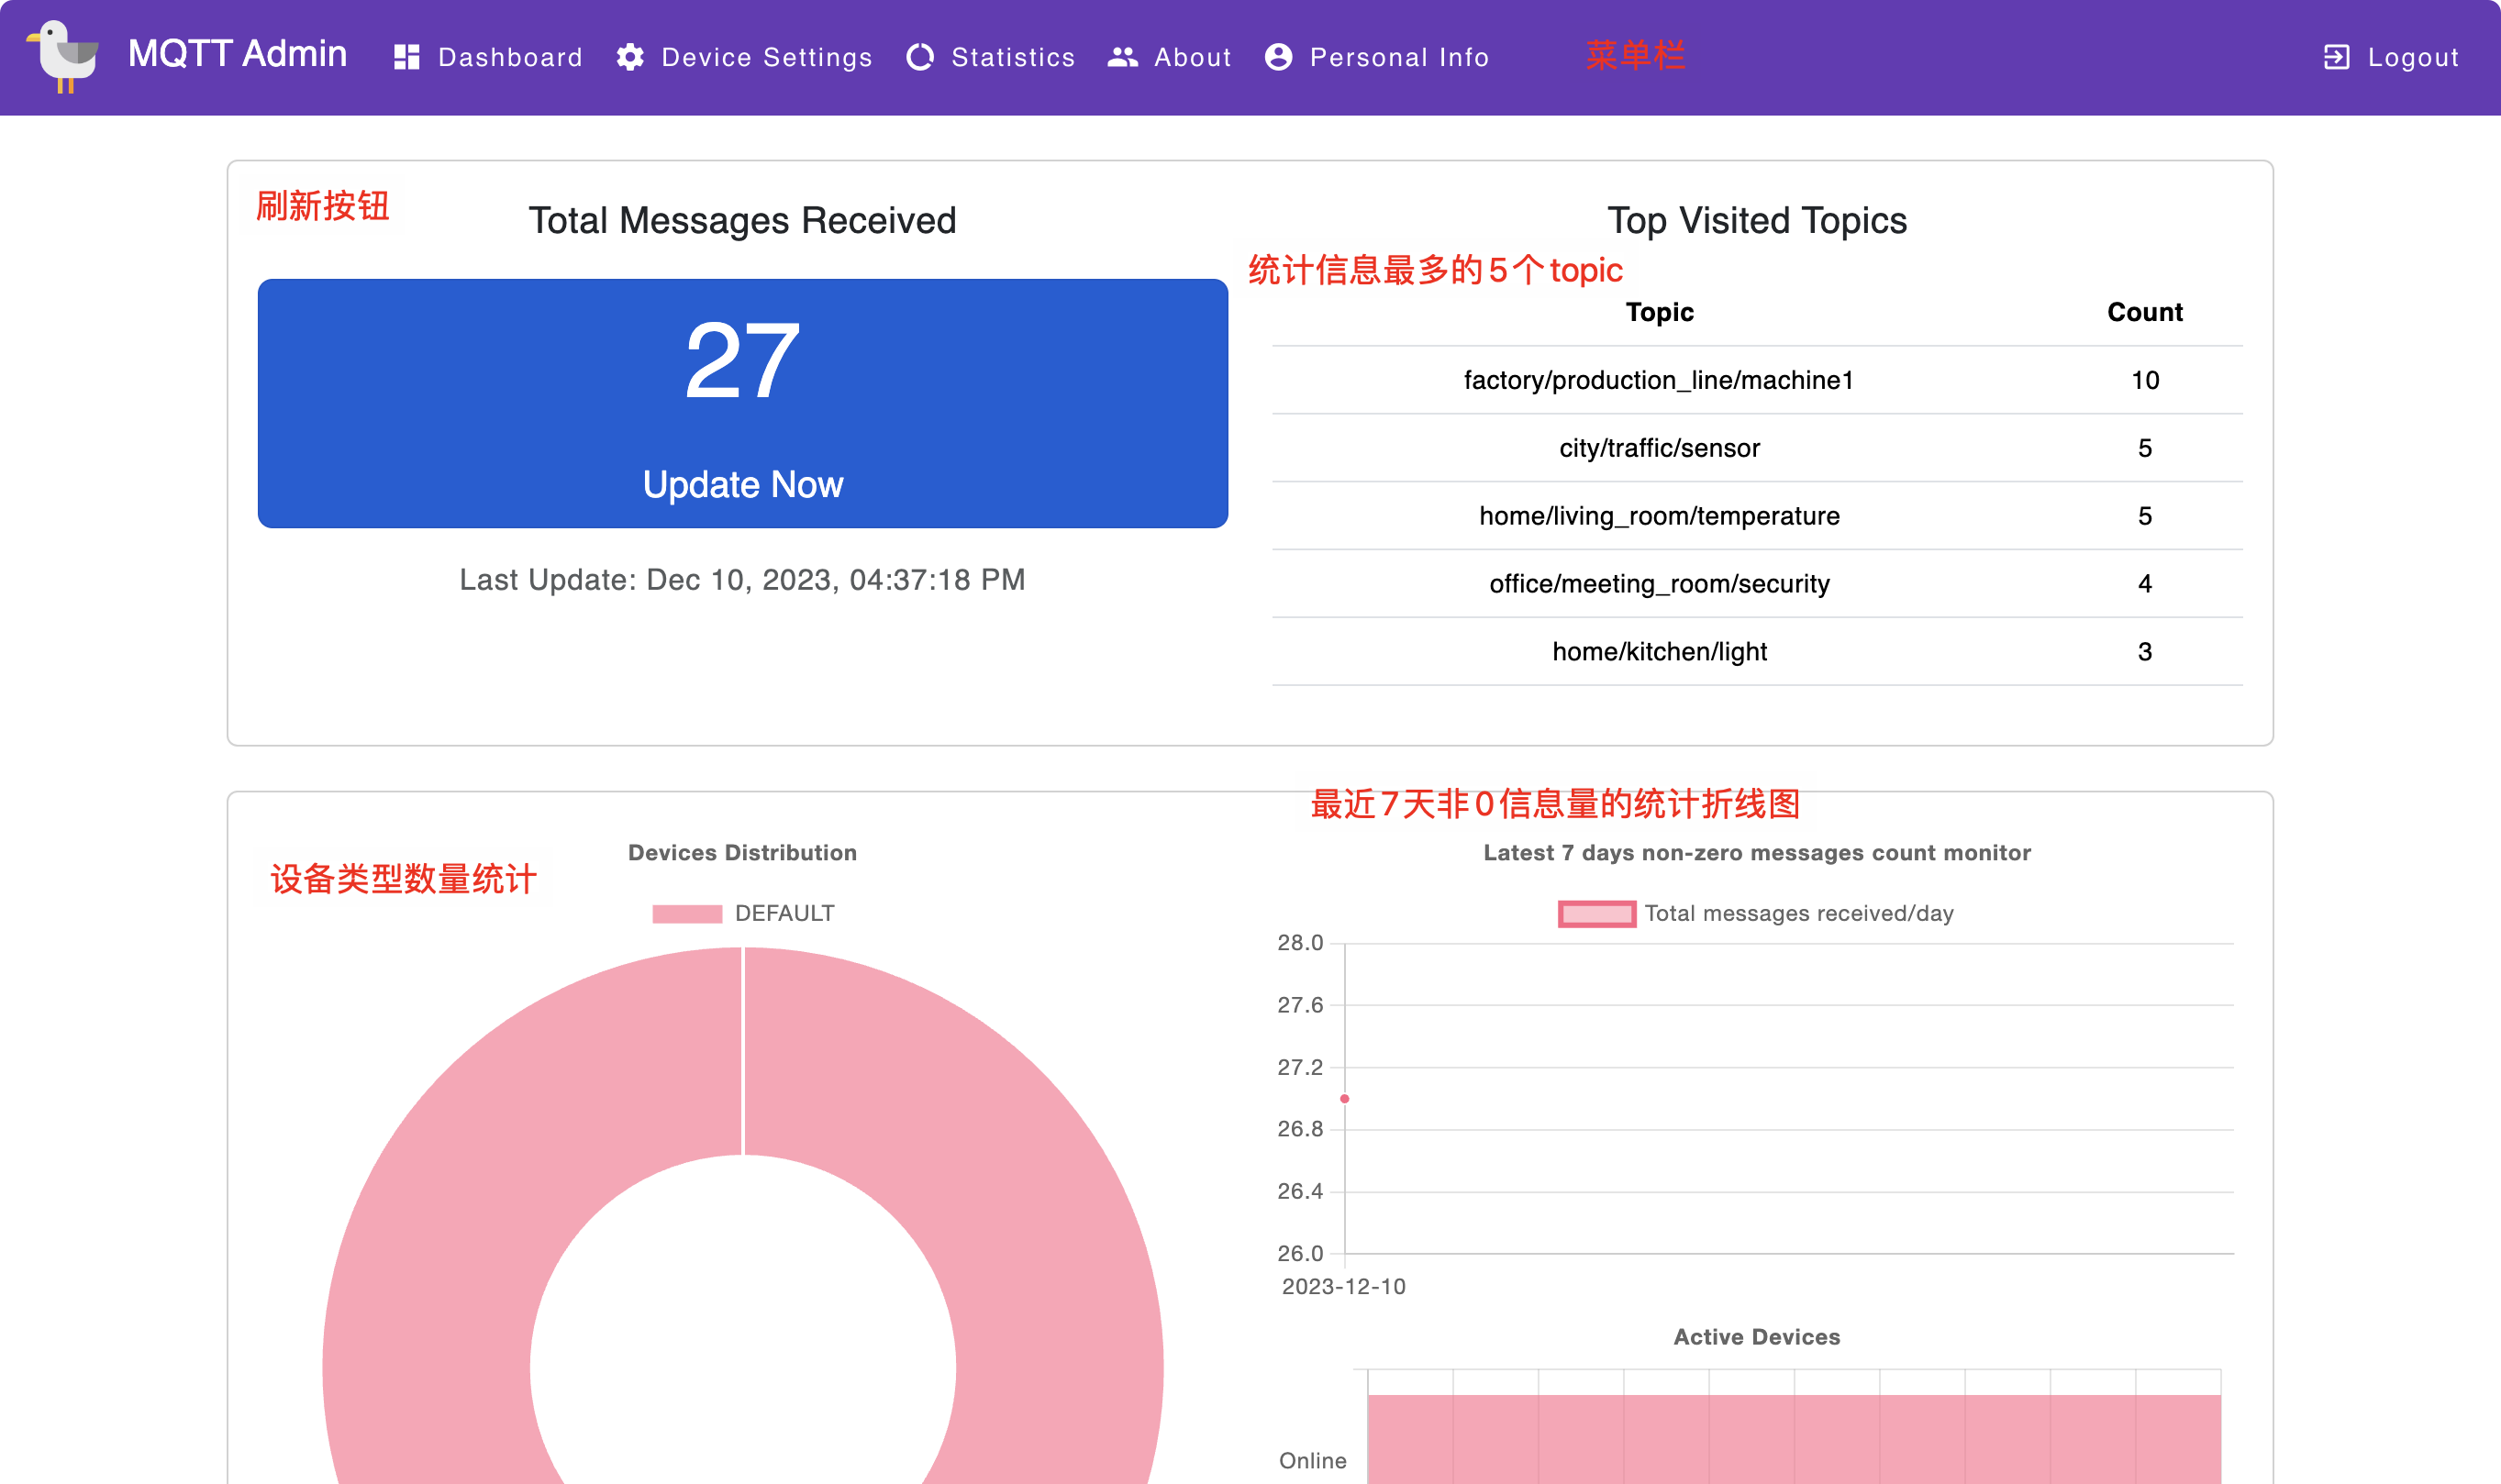 MQTT Admin
Dashboard
Device Settings
Statistics
About
Personal Info
菜单栏
Logout
刷新按钮
Total Messages Received
27
Update Now
Last Update: Dec 10, 2023, 04:37:18 PM
Top Visited Topics
统计信息最多的5个topic
Topic Count
factory/production_line/machine1 10
city/traffic/sensor 5
home/living_room/temperature 5
office/meeting_room/security 4
home/kitchen/light 3
设备类型数量统计
Devices Distribution
DEFAULT
最近7天非0信息量的统计折线图
Latest 7 days non-zero messages count monitor
Total messages received/day
28.0
27.6
27.2
26.8
26.4
26.0
2023-12-10
Active Devices
Online